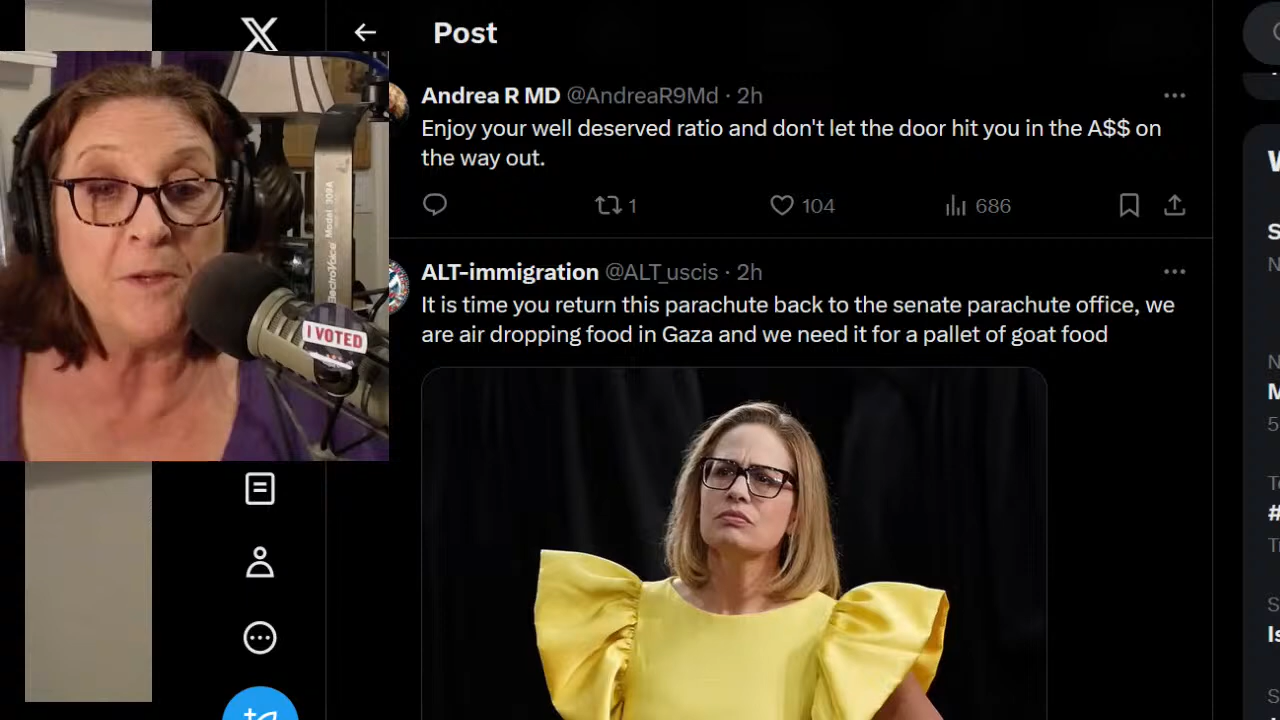 Post
Andrea R MD @AndreaR9Md · 2h
Enjoy your well deserved ratio and don't let the door hit you in the A$$ on
the way out.
1 104 686
ALT-immigration @ALT_uscis · 2h
It is time you return this parachute back to the senate parachute office, we
are air dropping food in Gaza and we need it for a pallet of goat food
ElectroVoice Model 309A
I VOTED